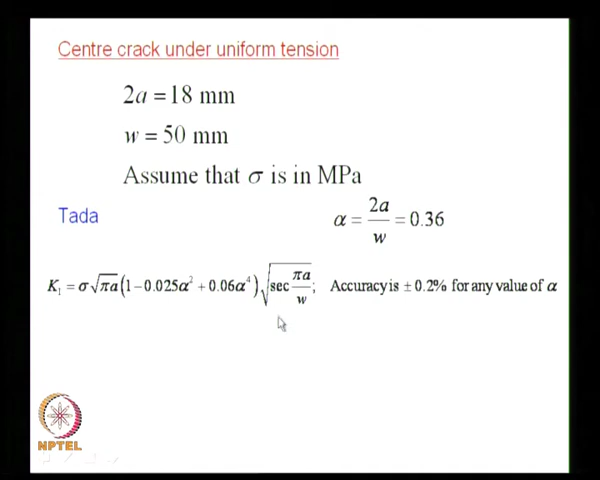 Centre crack under uniform tension
2a = 18 mm
w = 50 mm
Assume that σ is in MPa
Tada
α = 2a/w = 0.36
K₁ = σ√πa (1 − 0.025α² + 0.06α⁴) √(sec πa/w); Accuracy is ± 0.2% for any value of α
NPTEL